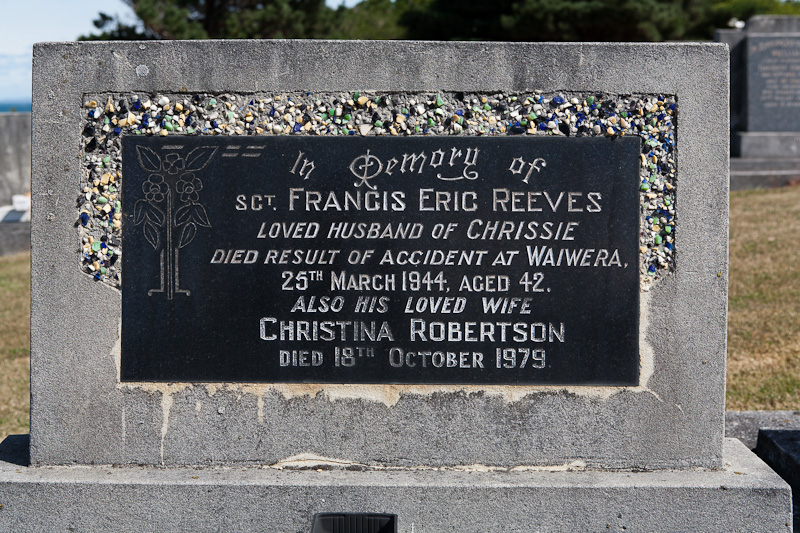 In Memory of
SGT. FRANCIS ERIC REEVES
LOVED HUSBAND OF CHRISSIE
DIED RESULT OF ACCIDENT AT WAIWERA,
25TH MARCH 1944, AGED 42.
ALSO HIS LOVED WIFE
CHRISTINA ROBERTSON
DIED 18TH OCTOBER 1979.